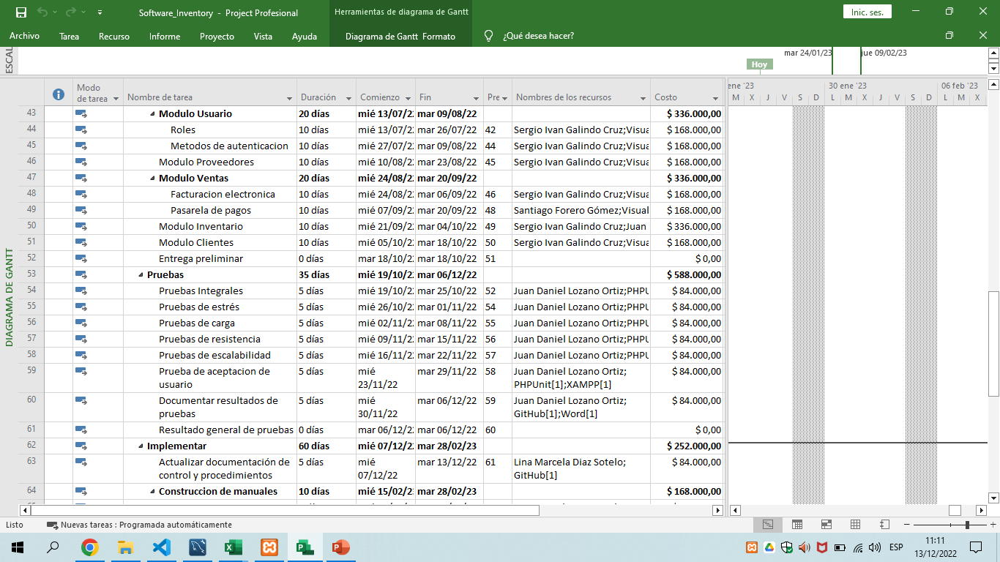 Software_Inventory - Project Profesional
Herramientas de diagrama de Gantt
Inic. ses.
Archivo Tarea Recurso Informe Proyecto Vista Ayuda Diagrama de Gantt Formato ¿Qué desea hacer?
ESCAL
mar 24/01/23 jue 09/02/23
Hoy
DIAGRAMA DE GANTT
Modo de tarea Nombre de tarea Duración Comienzo Fin Pre Nombres de los recursos Costo
ene '23 30 ene '23 06 feb '23
M X J V S D L M X J V S D L M X
43 Modulo Usuario 20 días mié 13/07/2 mar 09/08/22 $ 336.000,00
44 Roles 10 días mié 13/07/2 mar 26/07/22 42 Sergio Ivan Galindo Cruz;Visua $ 168.000,00
45 Metodos de autenticacion 10 días mié 27/07/2 mar 09/08/22 44 Sergio Ivan Galindo Cruz;Visua $ 168.000,00
46 Modulo Proveedores 10 días mié 10/08/2 mar 23/08/22 45 Sergio Ivan Galindo Cruz;Visua $ 168.000,00
47 Modulo Ventas 20 días mié 24/08/2 mar 20/09/22 $ 336.000,00
48 Facturacion electronica 10 días mié 24/08/2 mar 06/09/22 46 Sergio Ivan Galindo Cruz;Visua $ 168.000,00
49 Pasarela de pagos 10 días mié 07/09/2 mar 20/09/22 48 Santiago Forero Gómez;Visual $ 168.000,00
50 Modulo Inventario 10 días mié 21/09/2 mar 04/10/22 49 Sergio Ivan Galindo Cruz;Juan $ 336.000,00
51 Modulo Clientes 10 días mié 05/10/2 mar 18/10/22 50 Sergio Ivan Galindo Cruz;Visua $ 168.000,00
52 Entrega preliminar 0 días mar 18/10/2 mar 18/10/22 51 $ 0,00
53 Pruebas 35 días mié 19/10/2 mar 06/12/22 $ 588.000,00
54 Pruebas Integrales 5 días mié 19/10/2 mar 25/10/22 52 Juan Daniel Lozano Ortiz;PHPU $ 84.000,00
55 Pruebas de estrés 5 días mié 26/10/2 mar 01/11/22 54 Juan Daniel Lozano Ortiz;PHPU $ 84.000,00
56 Pruebas de carga 5 días mié 02/11/2 mar 08/11/22 55 Juan Daniel Lozano Ortiz;PHPU $ 84.000,00
57 Pruebas de resistencia 5 días mié 09/11/2 mar 15/11/22 56 Juan Daniel Lozano Ortiz;PHPU $ 84.000,00
58 Pruebas de escalabilidad 5 días mié 16/11/2 mar 22/11/22 57 Juan Daniel Lozano Ortiz;PHPU $ 84.000,00
59 Prueba de aceptacion de 5 días mié mar 29/11/22 58 Juan Daniel Lozano Ortiz; $ 84.000,00
usuario 23/11/22 PHPUnit[1];XAMPP[1]
60 Documentar resultados de 5 días mié mar 06/12/22 59 Juan Daniel Lozano Ortiz; $ 84.000,00
pruebas 30/11/22 GitHub[1];Word[1]
61 Resultado general de pruebas 0 días mar 06/12/2 mar 06/12/22 60 $ 0,00
62 Implementar 60 días mié 07/12/2 mar 28/02/23 $ 252.000,00
63 Actualizar documentación de 5 días mié mar 13/12/22 61 Lina Marcela Diaz Sotelo; $ 84.000,00
control y procedimientos 07/12/22 GitHub[1]
64 Construccion de manuales 10 días mié 15/02/2 mar 28/02/23 $ 168.000,00
Listo Nuevas tareas : Programada automáticamente
ESP
11:11
13/12/2022